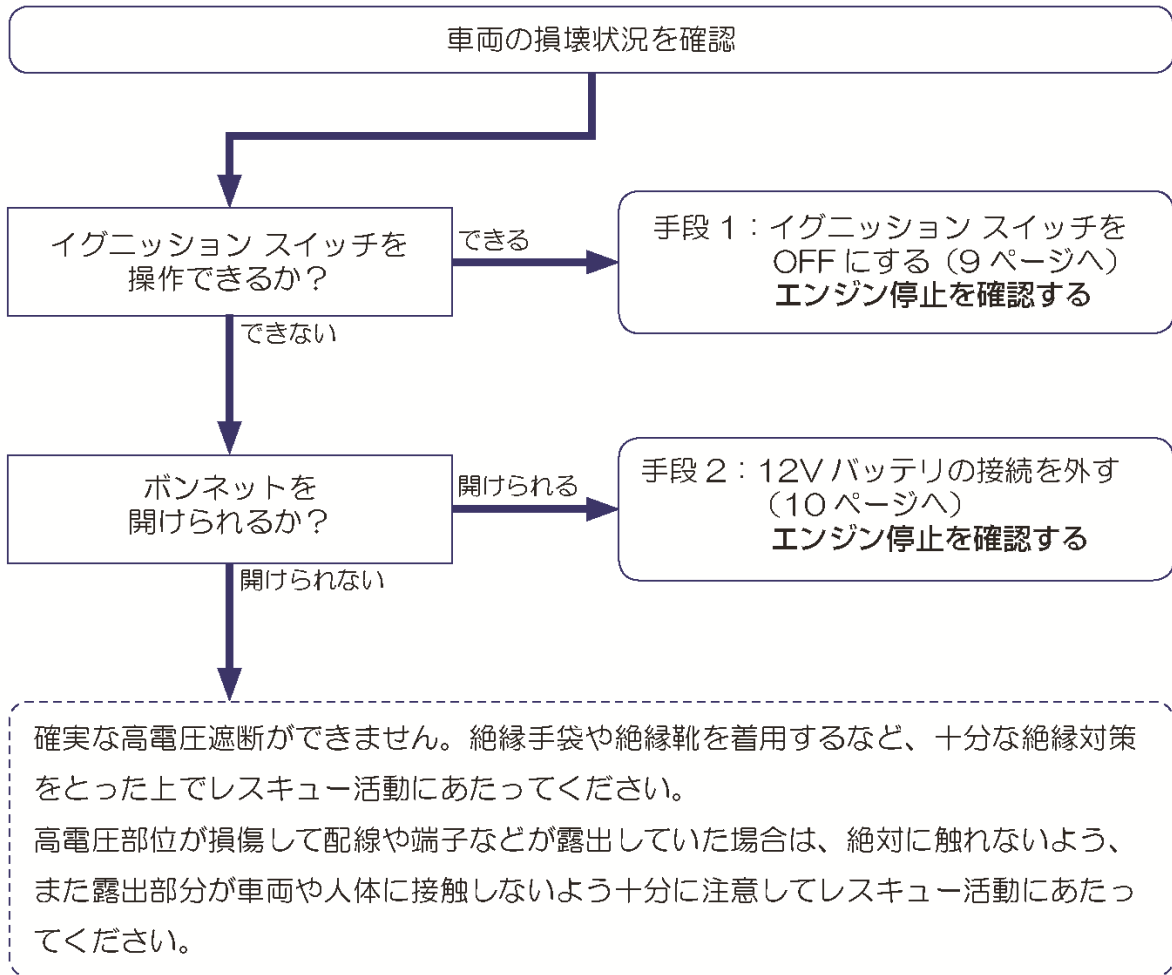 車両の損壊状況を確認
イグニッション スイッチを
操作できるか？
できる
手段 1：イグニッション スイッチを
OFF にする（9 ページへ）
エンジン停止を確認する
できない
ボンネットを
開けられるか？
開けられる
手段 2：12V バッテリの接続を外す
（10 ページへ）
エンジン停止を確認する
開けられない
確実な高電圧遮断ができません。絶縁手袋や絶縁靴を着用するなど、十分な絶縁対策
をとった上でレスキュー活動にあたってください。
高電圧部位が損傷して配線や端子などが露出していた場合は、絶対に触れないよう、
また露出部分が車両や人体に接触しないよう十分に注意してレスキュー活動にあたっ
てください。